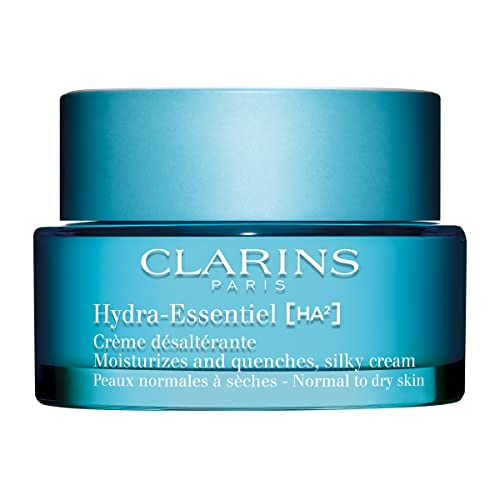 CLARINS
PARIS
Hydra-Essentiel [HA²]
Crème désaltérante
Moisturizes and quenches, silky cream
Peaux normales à sèches - Normal to dry skin